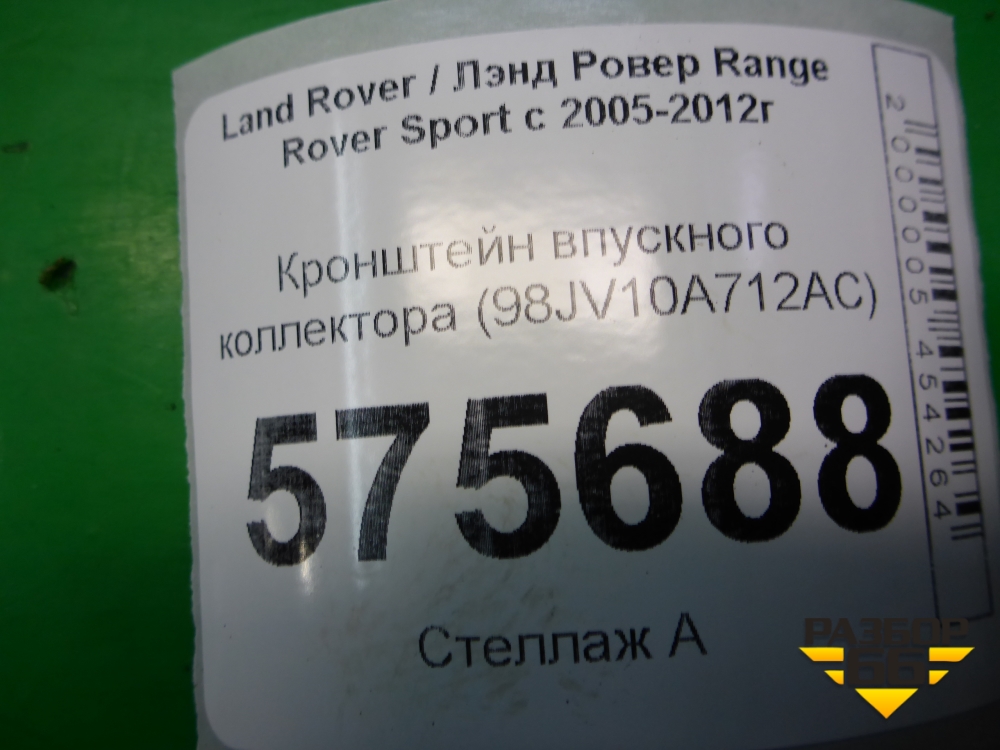 Land Rover / Лэнд Ровер Range
Rover Sport с 2005-2012г
Кронштейн впускного
коллектора (98JV10A712AC)
575688
Стеллаж А
2000005454264
РАЗБОР
66